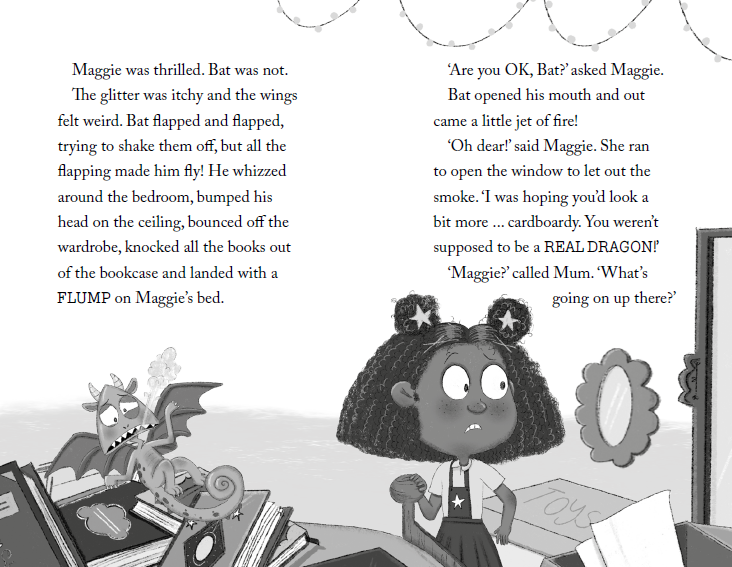 Maggie was thrilled. Bat was not.
The glitter was itchy and the wings
felt weird. Bat flapped and flapped,
trying to shake them off, but all the
flapping made him fly! He whizzed
around the bedroom, bumped his
head on the ceiling, bounced off the
wardrobe, knocked all the books out
of the bookcase and landed with a
FLUMP on Maggie’s bed.
‘Are you OK, Bat?’ asked Maggie.
Bat opened his mouth and out
came a little jet of fire!
‘Oh dear!’ said Maggie. She ran
to open the window to let out the
smoke. ‘I was hoping you’d look a
bit more ... cardboardy. You weren’t
supposed to be a REAL DRAGON!’
‘Maggie?’ called Mum. ‘What’s
going on up there?’
TOYS